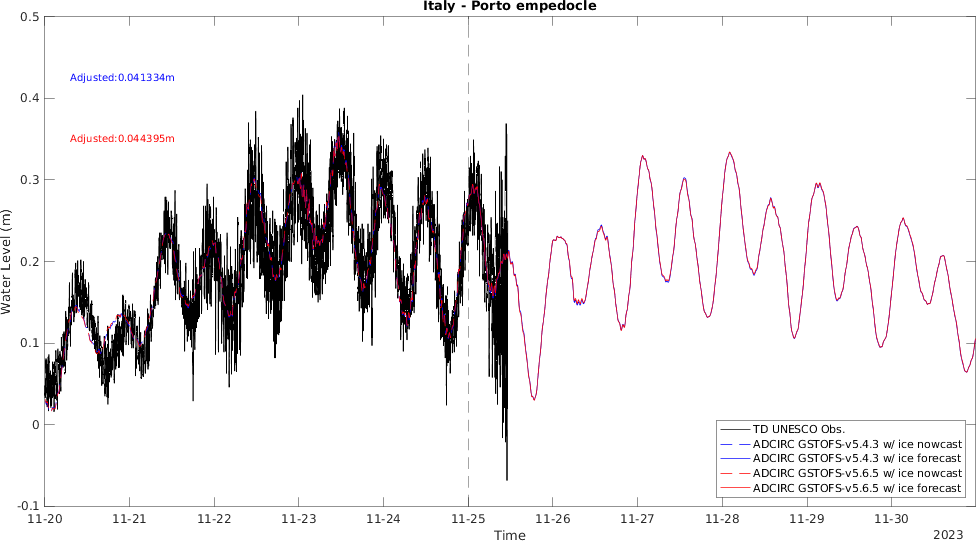 Italy - Porto empedocle
0.5
0.4
0.3
0.2
0.1
0
-0.1
Water Level (m)
Adjusted:0.041334m
Adjusted:0.044395m
TD UNESCO Obs.
ADCIRC GSTOFS-v5.4.3 w/ ice nowcast
ADCIRC GSTOFS-v5.4.3 w/ ice forecast
ADCIRC GSTOFS-v5.6.5 w/ ice nowcast
ADCIRC GSTOFS-v5.6.5 w/ ice forecast
11-20 11-21 11-22 11-23 11-24 11-25 11-26 11-27 11-28 11-29 11-30
Time
2023